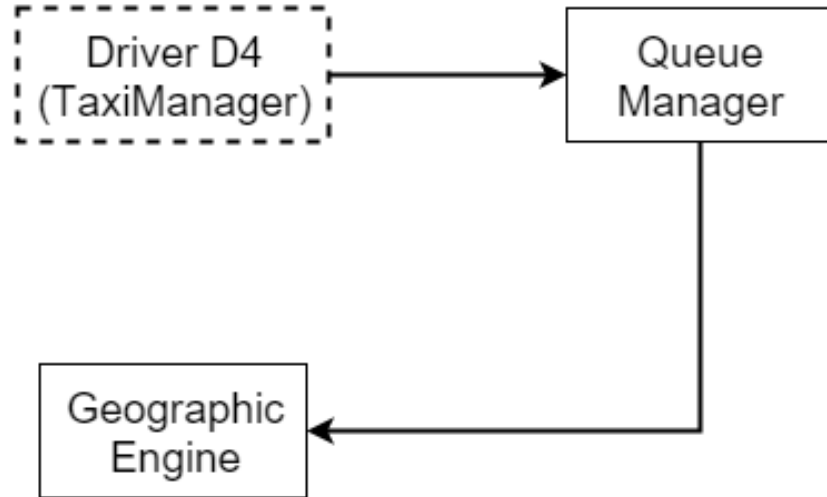 Driver D4
(TaxiManager)
Queue
Manager
Geographic
Engine